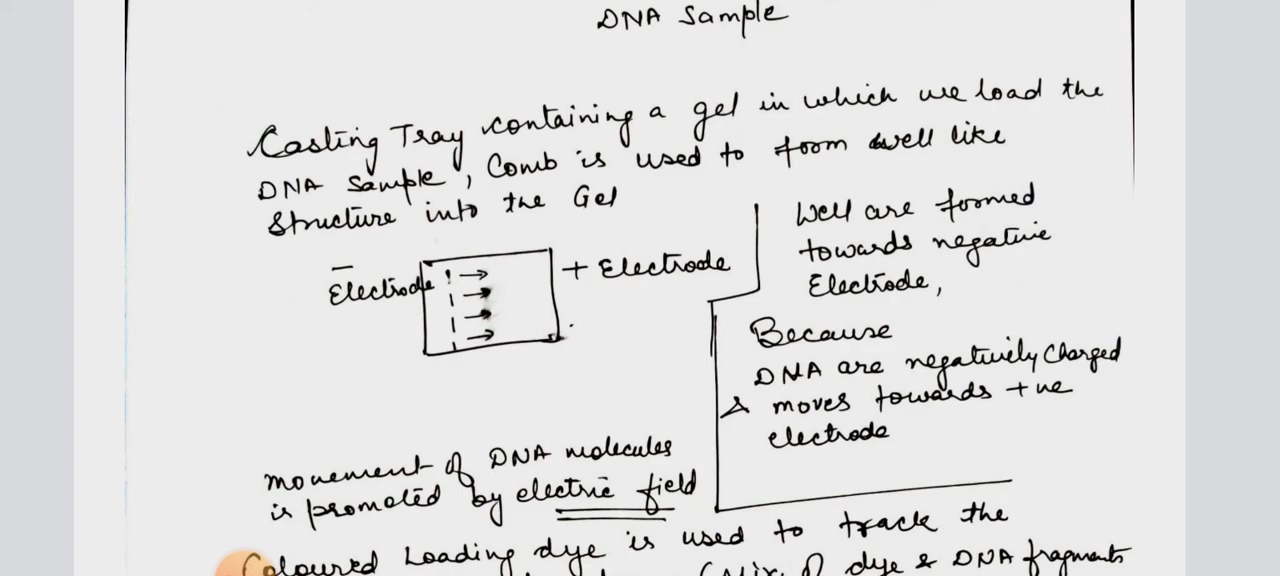 DNA Sample
Casting Tray containing a gel in which we load the
DNA Sample, Comb is used to form well like
Structure into the Gel
Well are formed
towards negative
Electrode,
−
Electrode
+ Electrode
Because
DNA are negatively charged
& moves towards +ve
electrode
movement of DNA molecules
is promoted by electric field
Coloured Loading dye is used to track the
dye & DNA fragments